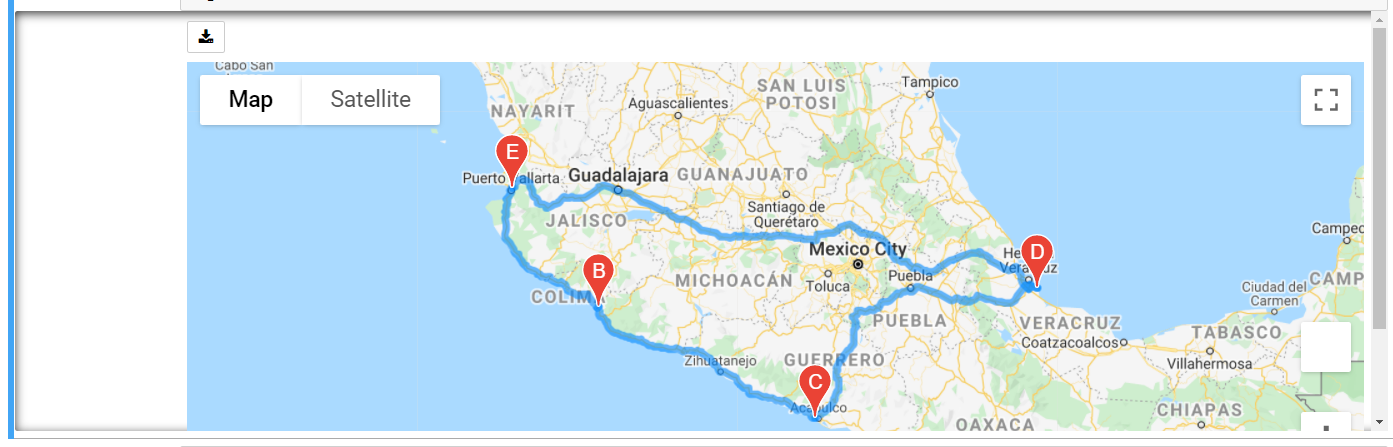 Cabo San
Map
Satellite
NAYARIT
Aguascalientes
SAN LUIS
POTOSI
Tampico
E
Puerto Vallarta
Guadalajara
GUANAJUATO
JALISCO
Santiago de
Querétaro
Mexico City
D
Veracruz
Campec
B
COLIMA
MICHOACÁN
Toluca
Puebla
Ciudad del
Carmen
CAMP
PUEBLA
VERACRUZ
Coatzacoalcos
TABASCO
Villahermosa
Zihuatanejo
GUERRERO
C
Acapulco
OAXACA
CHIAPAS